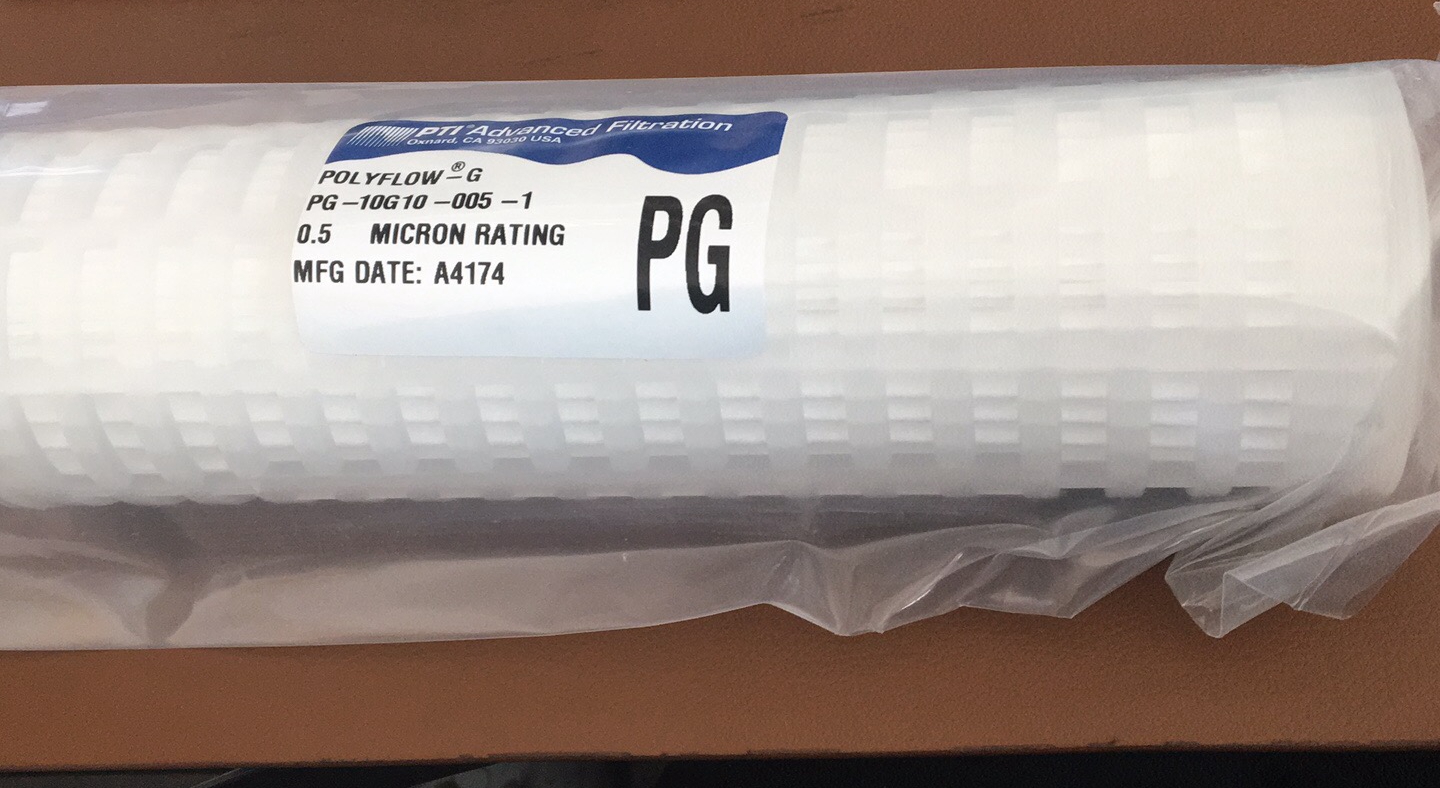 PTI® Advanced Filtration
Oxnard, CA 93030 USA
POLYFLOW®-G
PG-10G10-005-1
0.5 MICRON RATING
MFG DATE: A4174
PG